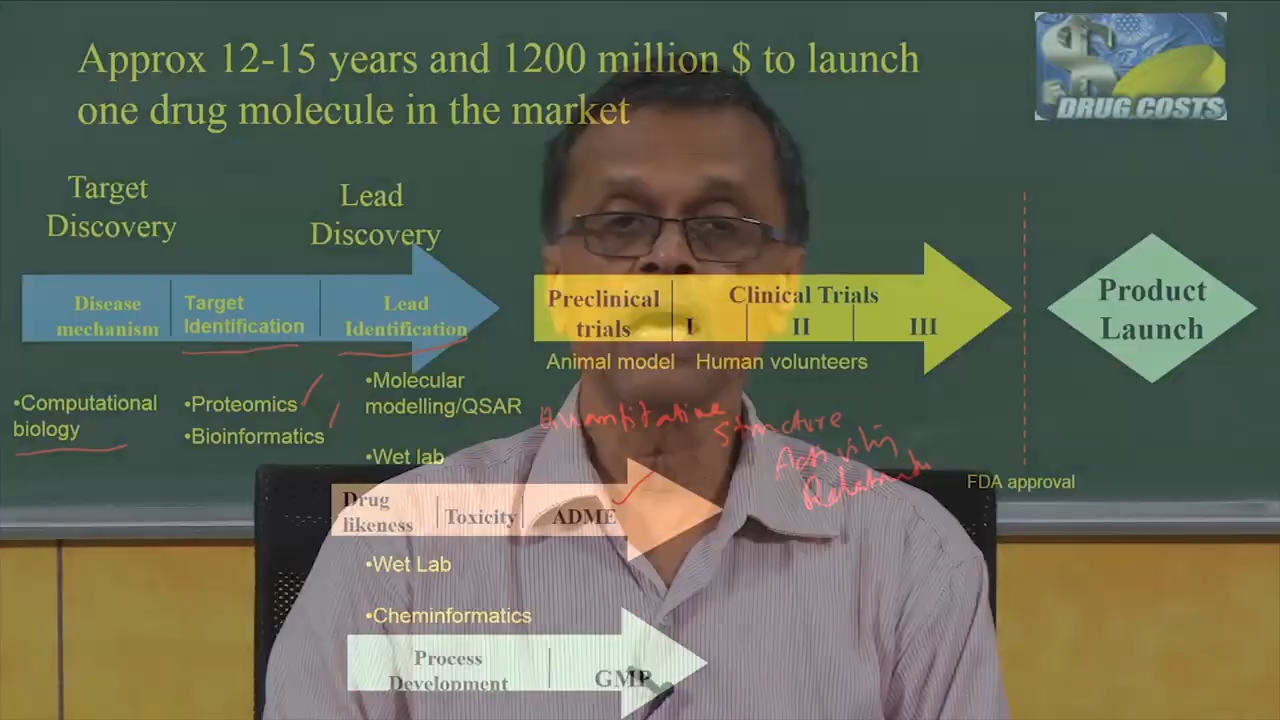 Approx 12-15 years and 1200 million $ to launch
one drug molecule in the market
DRUG COSTS
Target
Discovery
Lead
Discovery
Disease
mechanism
Target
Identification
Lead
Identification
Preclinical
trials
Clinical Trials
I II III
Product
Launch
Animal model Human volunteers
•Computational
biology
•Proteomics
•Bioinformatics
•Molecular
modelling/QSAR
•Wet lab
Quantitative Structure
Activity
FDA approval
Drug
likeness
Toxicity
ADME
•Wet Lab
•Cheminformatics
Process
Development
GMP